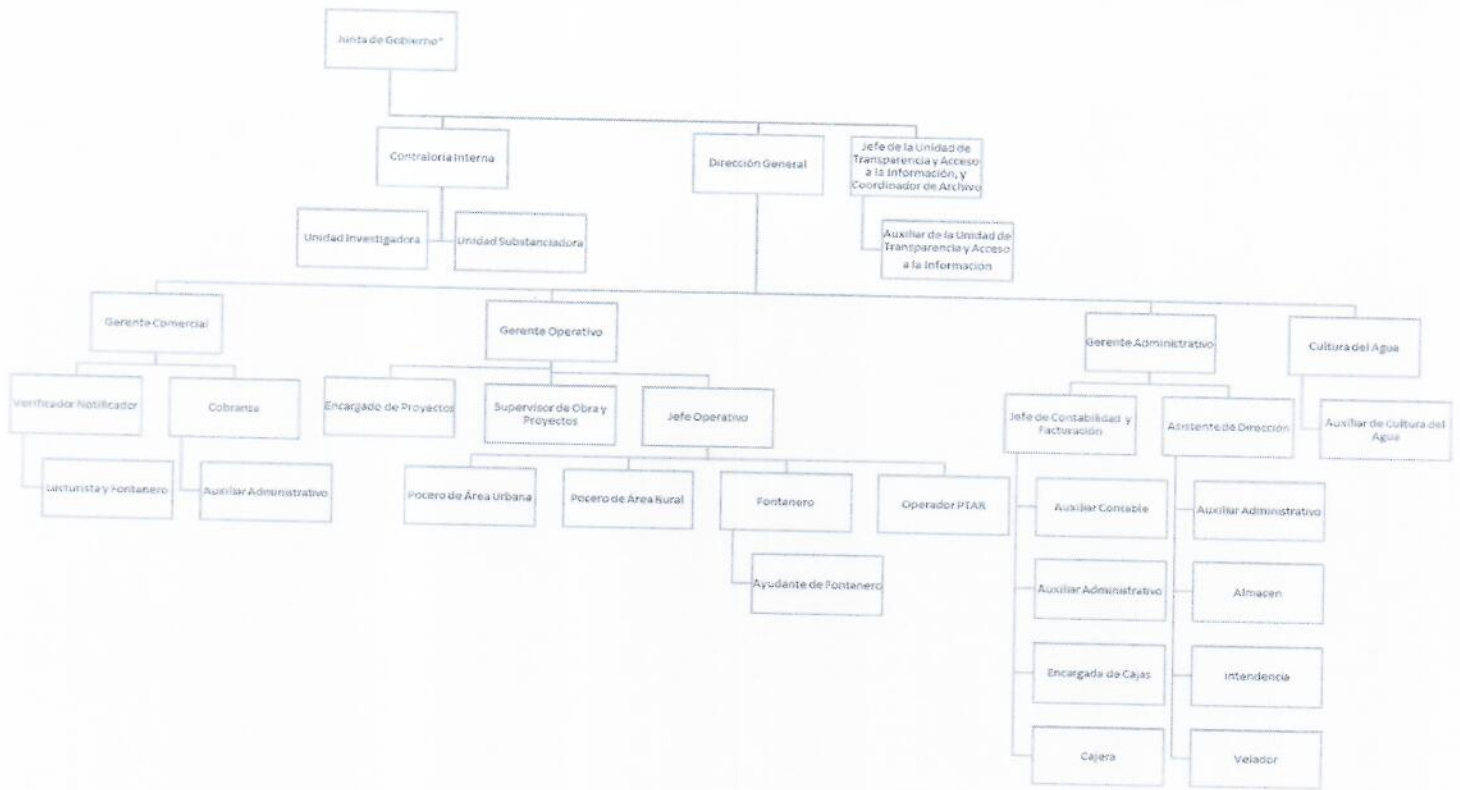 Junta de Gobierno*
Contraloria Interna
Dirección General
Jefe de la Unidad de
Transparencia y Acceso
a la Información, y
Coordinador de Archivo
Unidad Investigadora
Unidad Substanciadora
Auxiliar de la Unidad de
Transparencia y Acceso
a la Información
Gerente Comercial
Gerente Operativo
Gerente Administrativo
Cultura del Agua
Verificador Notificador
Cobranza
Encargado de Proyectos
Supervisor de Obra y
Proyectos
Jefe Operativo
Jefe de Contabilidad y
Facturación
Asistente de Dirección
Auxiliar de Cultura del
Agua
Lecturista y Fontanero
Auxiliar Administrativo
Pocero de Área Urbana
Pocero de Area Rural
Fontanero
Operador PTAR
Auxiliar Contable
Auxiliar Administrativo
Ayudante de Fontanero
Auxiliar Administrativo
Almacen
Encargada de Cajas
Intendencia
Cajera
Velador